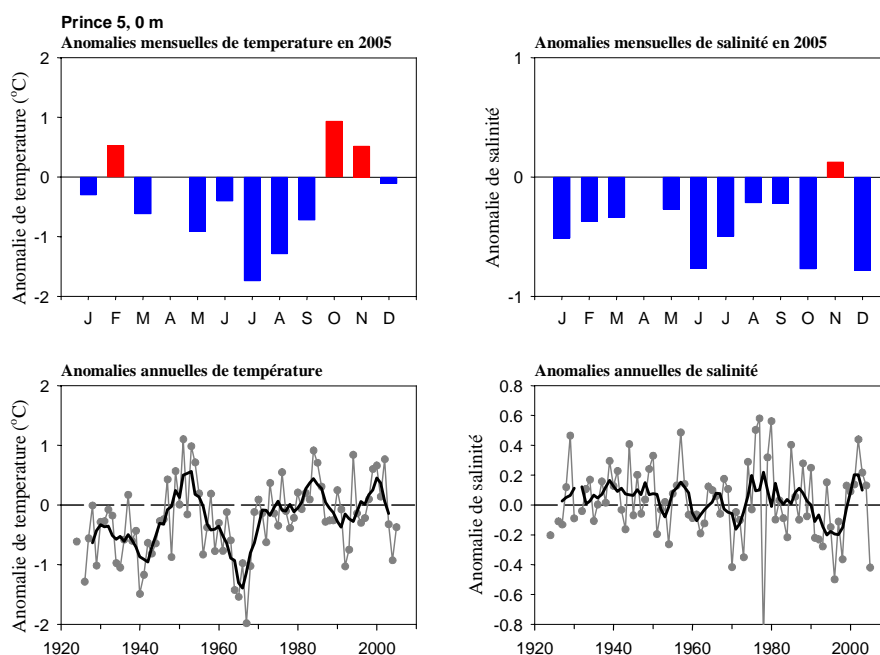 Prince 5, 0 m
Anomalies mensuelles de temperature en 2005
Anomalie de temperature (°C)
2
1
0
-1
-2
J F M A M J J A S O N D
Anomalies mensuelles de salinité en 2005
Anomalie de salinité
1
0
-1
J F M A M J J A S O N D
Anomalies annuelles de température
Anomalie de temperature (°C)
2
1
0
-1
-2
1920 1940 1960 1980 2000
Anomalies annuelles de salinité
Anomalie de salinité
0.8
0.6
0.4
0.2
0.0
-0.2
-0.4
-0.6
-0.8
1920 1940 1960 1980 2000